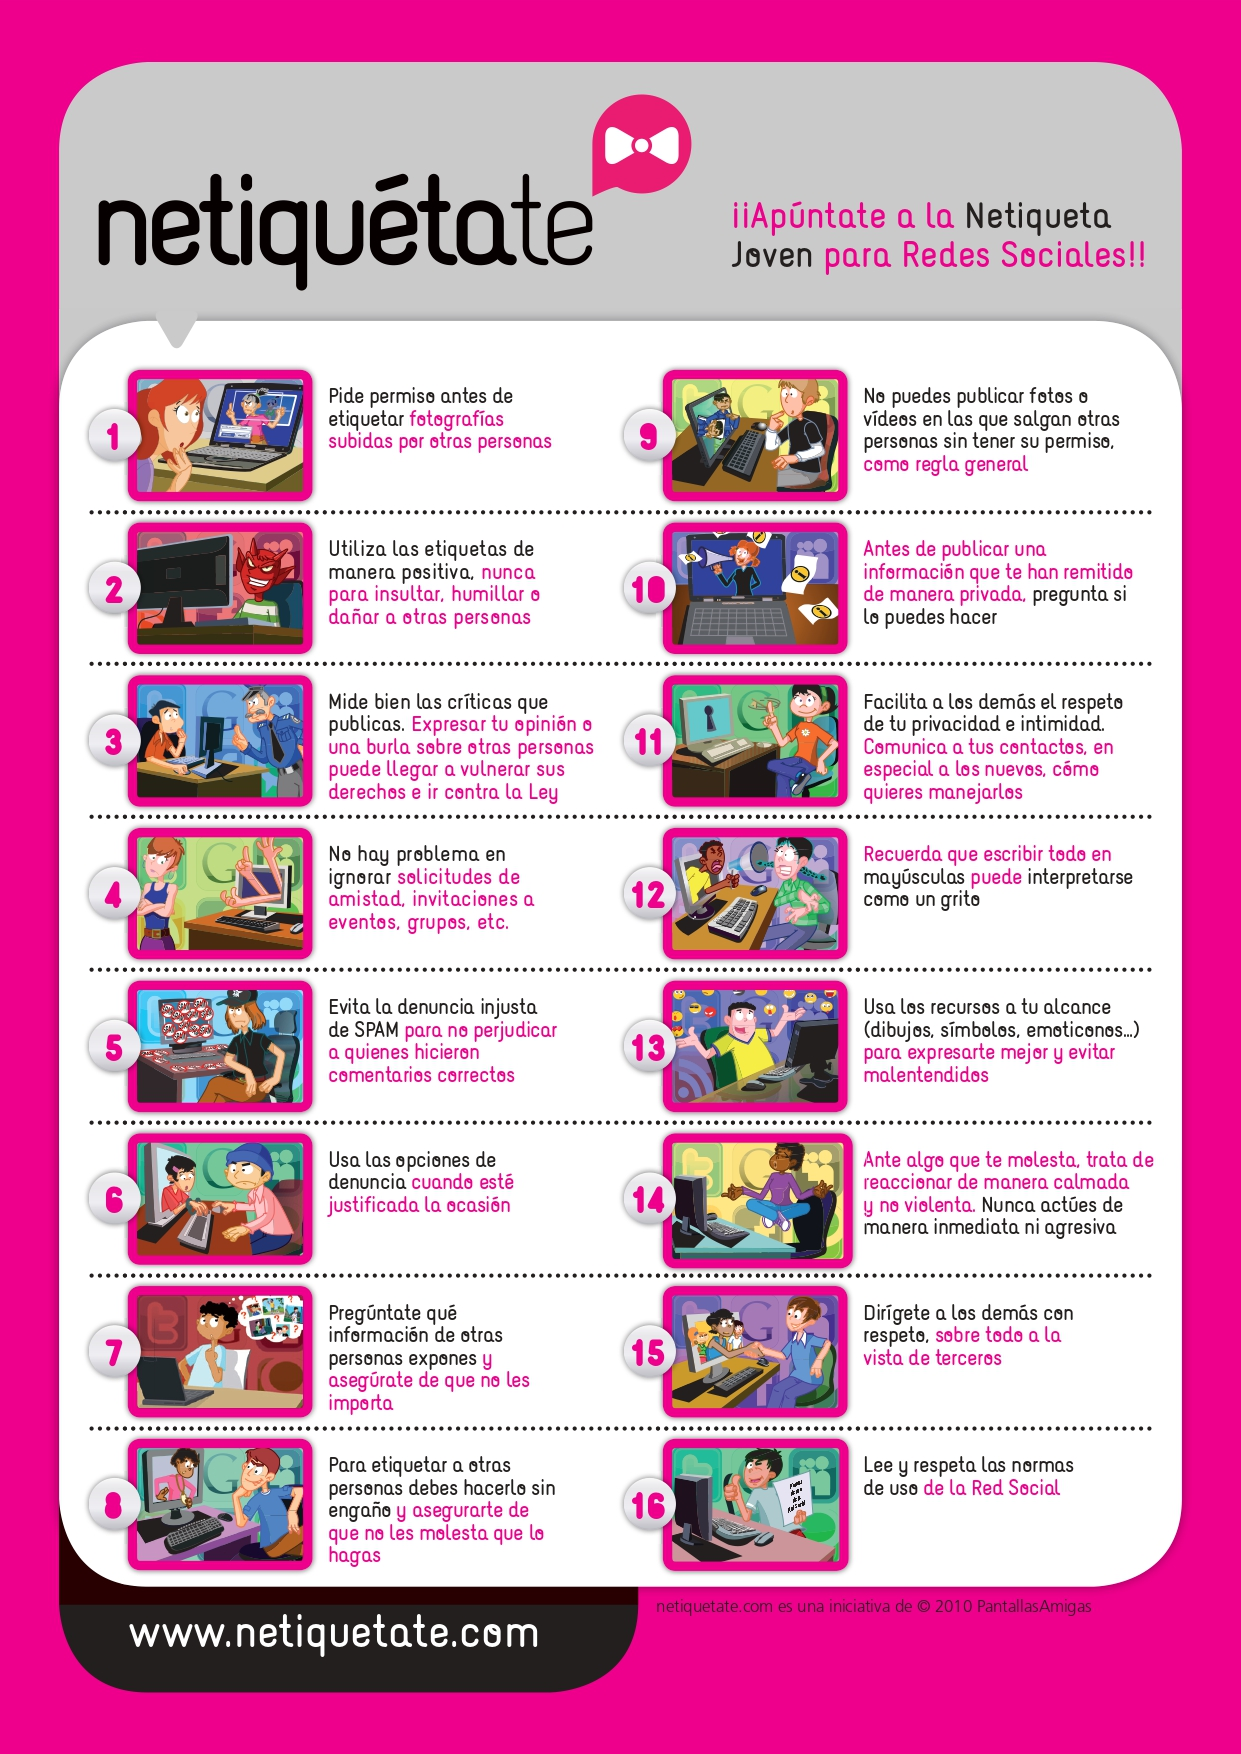 netiquétate
¡¡Apúntate a la Netiqueta
Joven para Redes Sociales!!
1
Pide permiso antes de
etiquetar fotografías
subidas por otras personas
2
Utiliza las etiquetas de
manera positiva, nunca
para insultar, humillar o
dañar a otras personas
3
Mide bien las críticas que
publicas. Expresar tu opinión o
una burla sobre otras personas
puede llegar a vulnerar sus
derechos e ir contra la Ley
4
No hay problema en
ignorar solicitudes de
amistad, invitaciones a
eventos, grupos, etc.
5
Evita la denuncia injusta
de SPAM para no perjudicar
a quienes hicieron
comentarios correctos
6
Usa las opciones de
denuncia cuando esté
justificada la ocasión
7
Pregúntate qué
información de otras
personas expones y
asegúrate de que no les
importa
8
Para etiquetar a otras
personas debes hacerlo sin
engaño y asegurarte de
que no les molesta que lo
hagas
9
No puedes publicar fotos o
vídeos en las que salgan otras
personas sin tener su permiso,
como regla general
10
Antes de publicar una
información que te han remitido
de manera privada, pregunta si
lo puedes hacer
11
Facilita a los demás el respeto
de tu privacidad e intimidad.
Comunica a tus contactos, en
especial a los nuevos, cómo
quieres manejarlos
12
Recuerda que escribir todo en
mayúsculas puede interpretarse
como un grito
13
Usa los recursos a tu alcance
(dibujos, símbolos, emoticonos...)
para expresarte mejor y evitar
malentendidos
14
Ante algo que te molesta, trata de
reaccionar de manera calmada
y no violenta. Nunca actúes de
manera inmediata ni agresiva
15
Dirígete a los demás con
respeto, sobre todo a la
vista de terceros
16
Lee y respeta las normas
de uso de la Red Social
netiquetate.com es una iniciativa de © 2010 PantallasAmigas
www.netiquetate.com